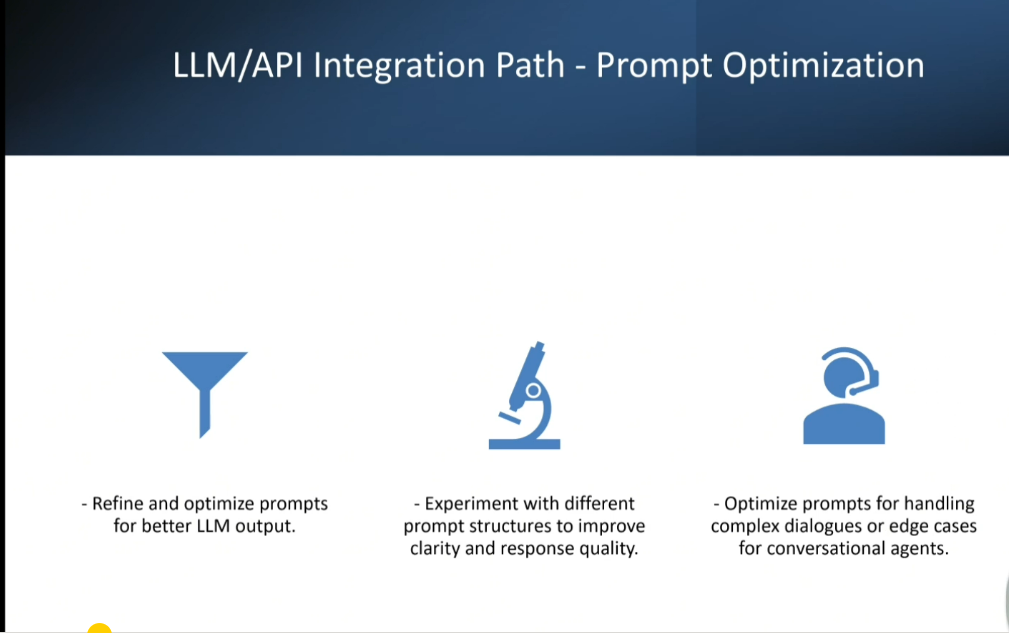 LLM/API Integration Path - Prompt Optimization
- Refine and optimize prompts
for better LLM output.
- Experiment with different
prompt structures to improve
clarity and response quality.
- Optimize prompts for handling
complex dialogues or edge cases
for conversational agents.